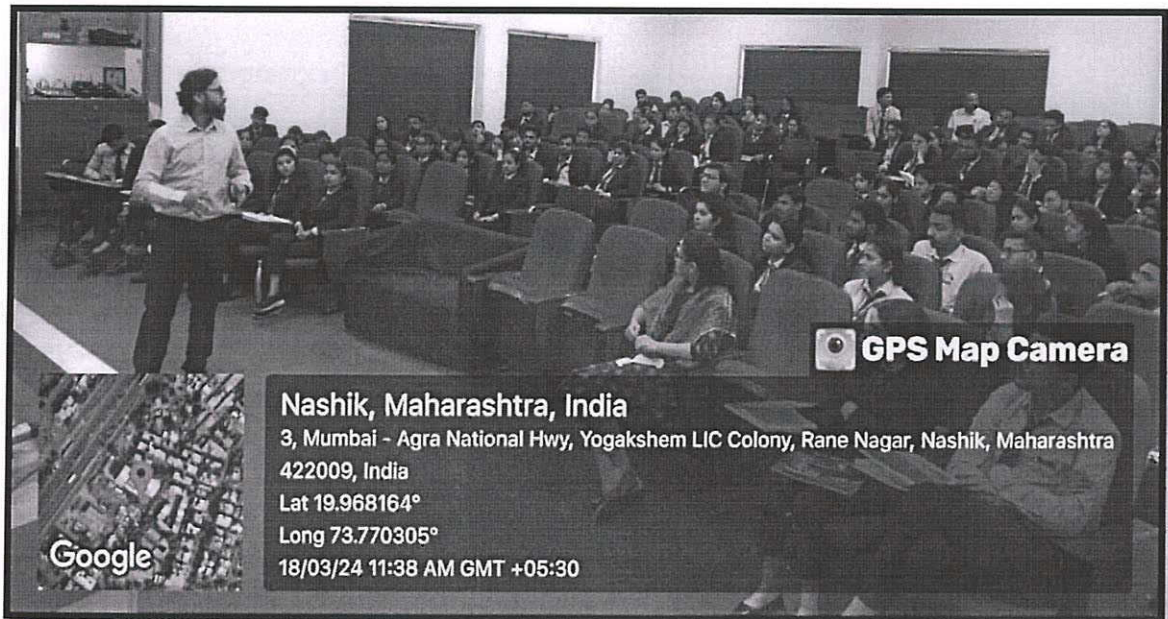 GPS Map Camera
Nashik, Maharashtra, India
3, Mumbai - Agra National Hwy, Yogakshem LIC Colony, Rane Nagar, Nashik, Maharashtra
422009, India
Lat 19.968164°
Long 73.770305°
18/03/24 11:38 AM GMT +05:30
Google